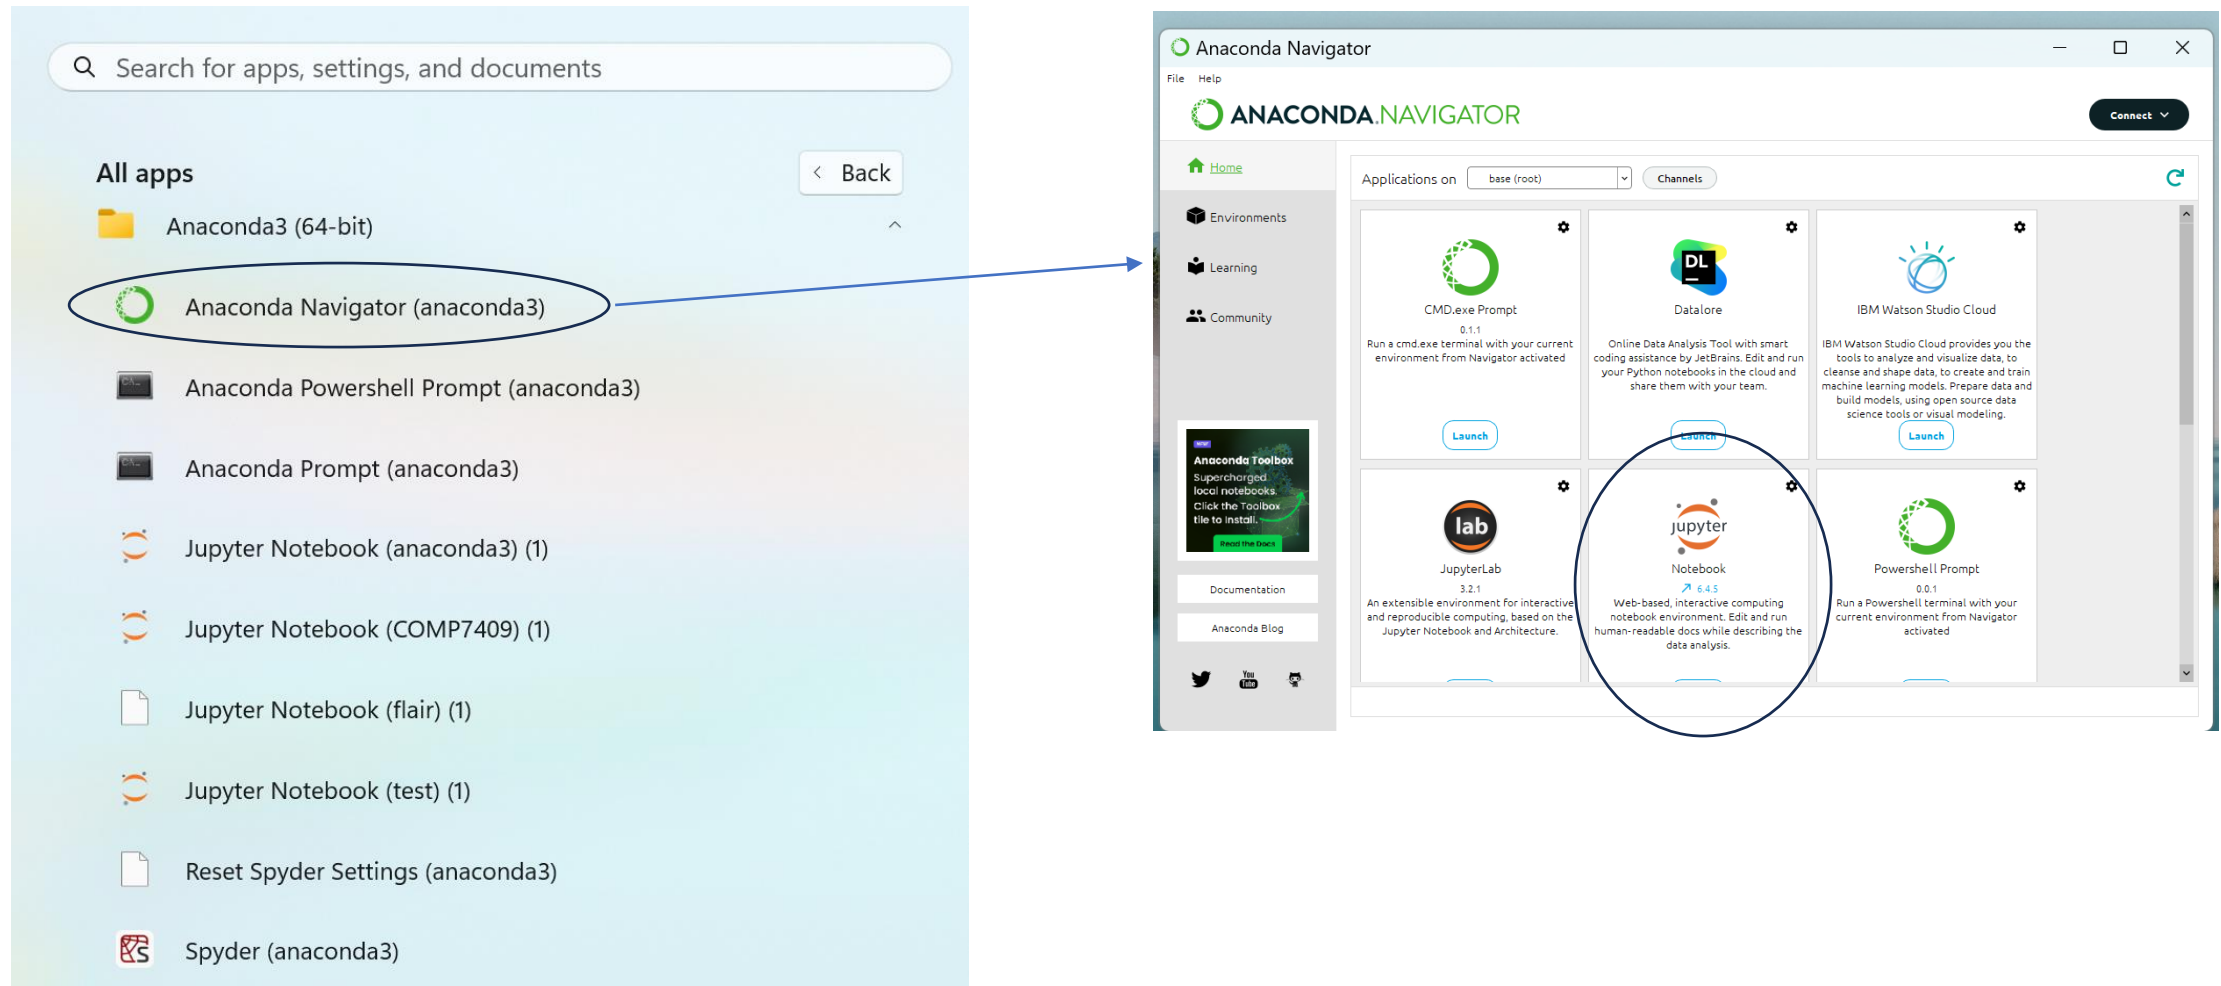 Search for apps, settings, and documents
All apps
Back
Anaconda3 (64-bit)
Anaconda Navigator (anaconda3)
Anaconda Powershell Prompt (anaconda3)
Anaconda Prompt (anaconda3)
Jupyter Notebook (anaconda3) (1)
Jupyter Notebook (COMP7409) (1)
Jupyter Notebook (flair) (1)
Jupyter Notebook (test) (1)
Reset Spyder Settings (anaconda3)
Spyder (anaconda3)
Anaconda Navigator
File Help
ANACONDA.NAVIGATOR
Connect
Home
Environments
Learning
Community
NEW
Anaconda Toolbox
Supercharged
local notebooks.
Click the Toolbox
tile to install.
Read the Docs
Documentation
Anaconda Blog
You
Tube
Applications on
base (root)
Channels
CMD.exe Prompt
0.1.1
Run a cmd.exe terminal with your current
environment from Navigator activated
Launch
DL
Datalore
Online Data Analysis Tool with smart
coding assistance by JetBrains. Edit and run
your Python notebooks in the cloud and
share them with your team.
Launch
IBM Watson Studio Cloud
IBM Watson Studio Cloud provides you the
tools to analyze and visualize data, to
cleanse and shape data, to create and train
machine learning models. Prepare data and
build models, using open source data
science tools or visual modeling.
Launch
lab
JupyterLab
3.2.1
An extensible environment for interactive
and reproducible computing, based on the
Jupyter Notebook and Architecture.
jupyter
Notebook
6.4.5
Web-based, interactive computing
notebook environment. Edit and run
human-readable docs while describing the
data analysis.
Powershell Prompt
0.0.1
Run a Powershell terminal with your
current environment from Navigator
activated